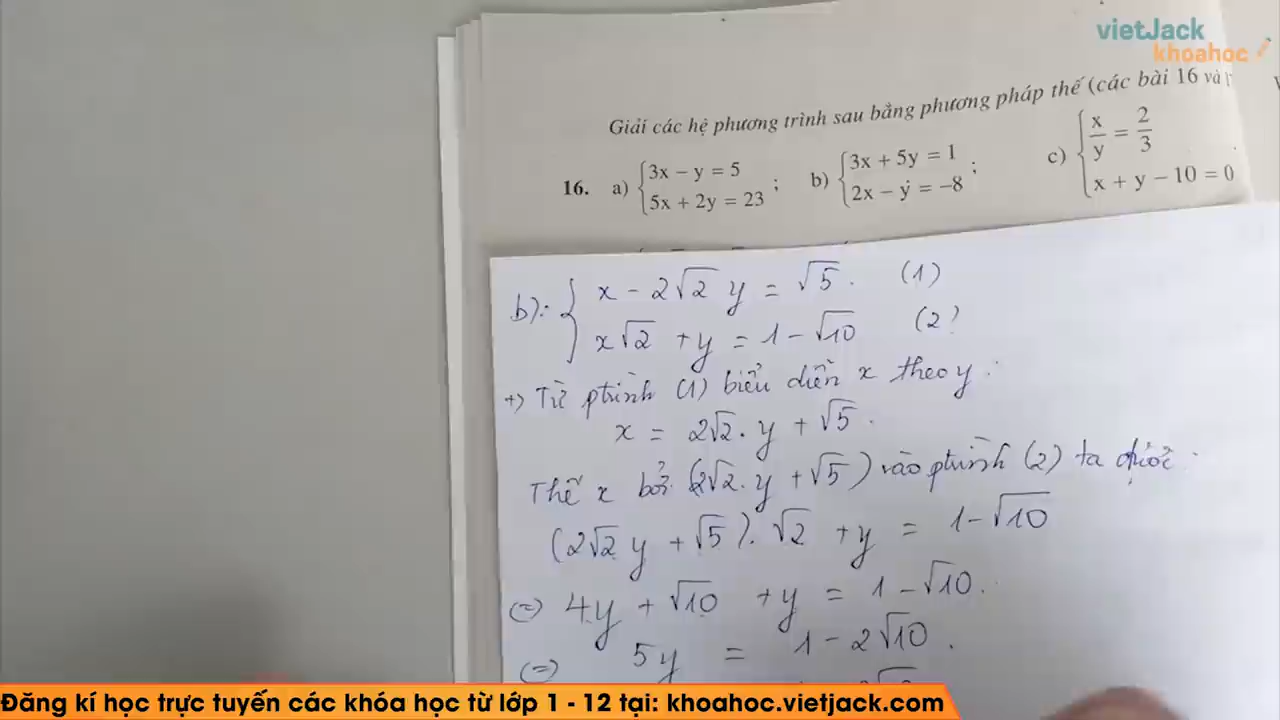 vietJack
khoahoc
Giải các hệ phương trình sau bằng phương pháp thế (các bài 16 và
16. a) {3x − y = 5
5x + 2y = 23 ;
b) {3x + 5y = 1
2x − y = −8 ;
c) {x/y = 2/3
x + y − 10 = 0
b): { x − 2√2 y = √5. (1)
x√2 + y = 1 − √10 (2)
+) Từ ptrình (1) biểu diễn x theo y :
x = 2√2 . y + √5 .
Thế x bởi (2√2 . y + √5) vào ptrình (2) ta được :
(2√2 y + √5). √2 + y = 1 − √10
(=) 4y + √10 + y = 1 − √10.
(=) 5y = 1 − 2√10 .
Đăng kí học trực tuyến các khóa học từ lớp 1 - 12 tại: khoahoc.vietjack.com